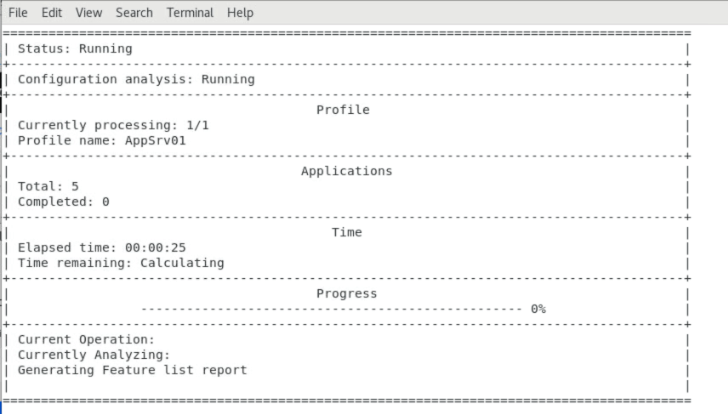 File Edit View Search Terminal Help
Status: Running
Configuration analysis: Running
Profile
Currently processing: 1/1
Profile name: AppSrv01
Applications
Total: 5
Completed: 0
Time
Elapsed time: 00:00:25
Time remaining: Calculating
Progress
-------------------------------------------------- 0%
Current Operation:
Currently Analyzing:
Generating Feature list report